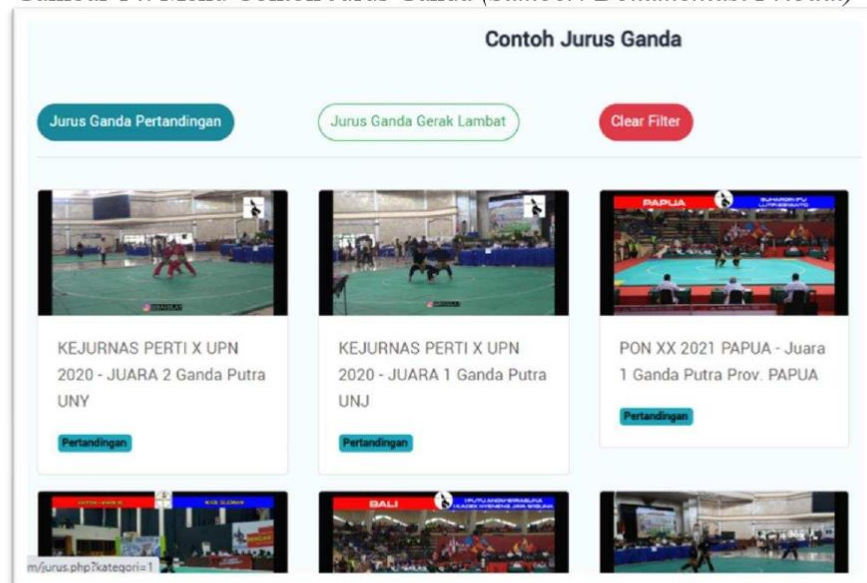 Contoh Jurus Ganda
Jurus Ganda Pertandingan
Jurus Ganda Gerak Lambat
Clear Filter
PAPUA
KEJURNAS PERTI X UPN
2020 - JUARA 2 Ganda Putra
UNY
Pertandingan
KEJURNAS PERTI X UPN
2020 - JUARA 1 Ganda Putra
UNJ
Pertandingan
PON XX 2021 PAPUA - Juara
1 Ganda Putra Prov. PAPUA
Pertandingan
BALI
m/jurus.php?kategori=1